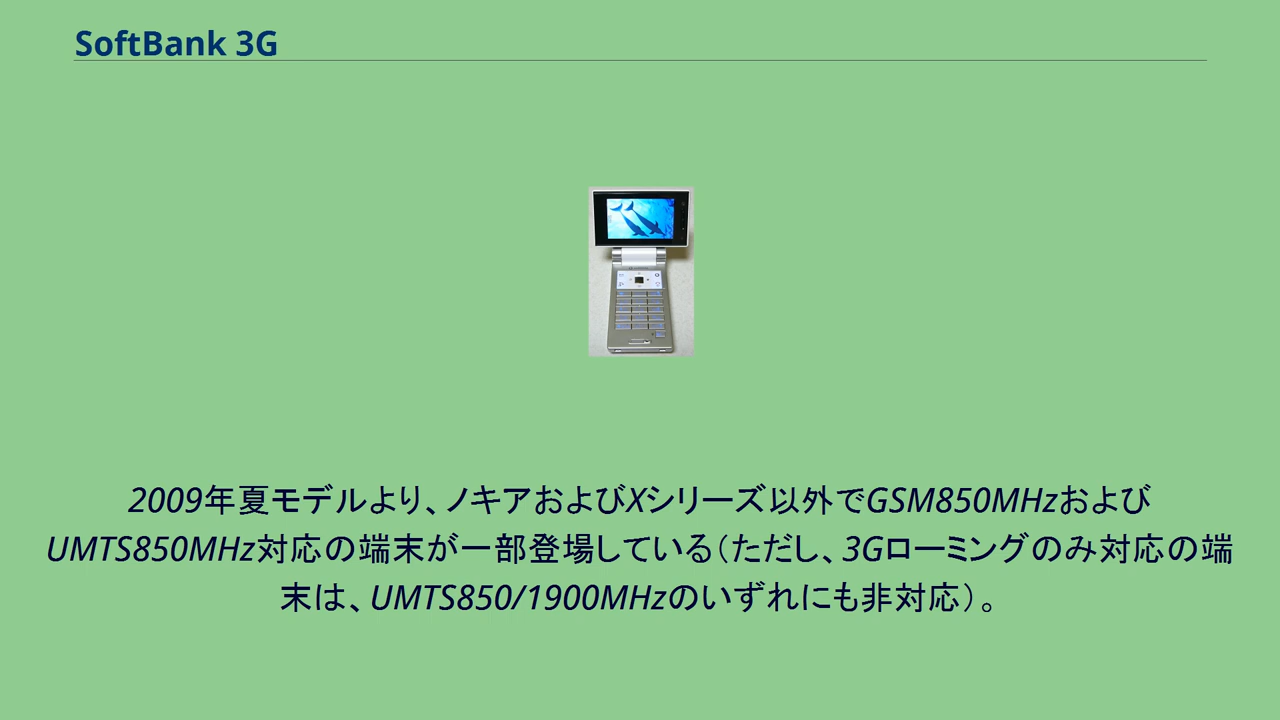 SoftBank 3G
2009年夏モデルより、ノキアおよびXシリーズ以外でGSM850MHzおよび
UMTS850MHz対応の端末が一部登場している（ただし、3Gローミングのみ対応の端
末は、UMTS850/1900MHzのいずれにも非対応）。